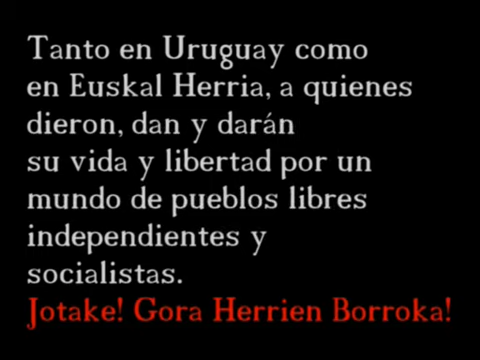 Tanto en Uruguay como
en Euskal Herria, a quienes
dieron, dan y darán
su vida y libertad por un
mundo de pueblos libres
independientes y
socialistas.
Jotake! Gora Herrien Borroka!